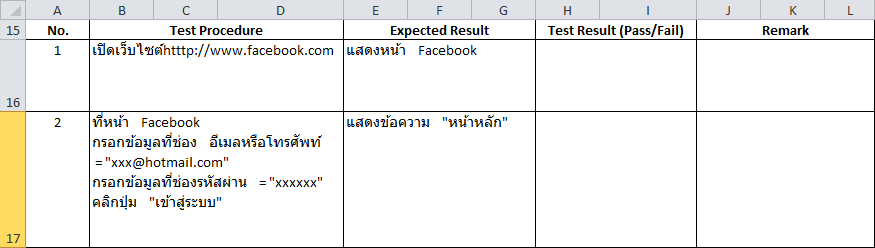 A B C D E F G H I J K L
15 No. Test Procedure Expected Result Test Result (Pass/Fail) Remark
1 เปิดเว็บไซต์htttp://www.facebook.com แสดงหน้า Facebook
16
2 ที่หน้า Facebook แสดงข้อความ "หน้าหลัก"
กรอกข้อมูลที่ช่อง อีเมลหรือโทรศัพท์
= "xxx@hotmail.com"
กรอกข้อมูลที่ช่องรหัสผ่าน = "xxxxxx"
คลิกปุ่ม "เข้าสู่ระบบ"
17